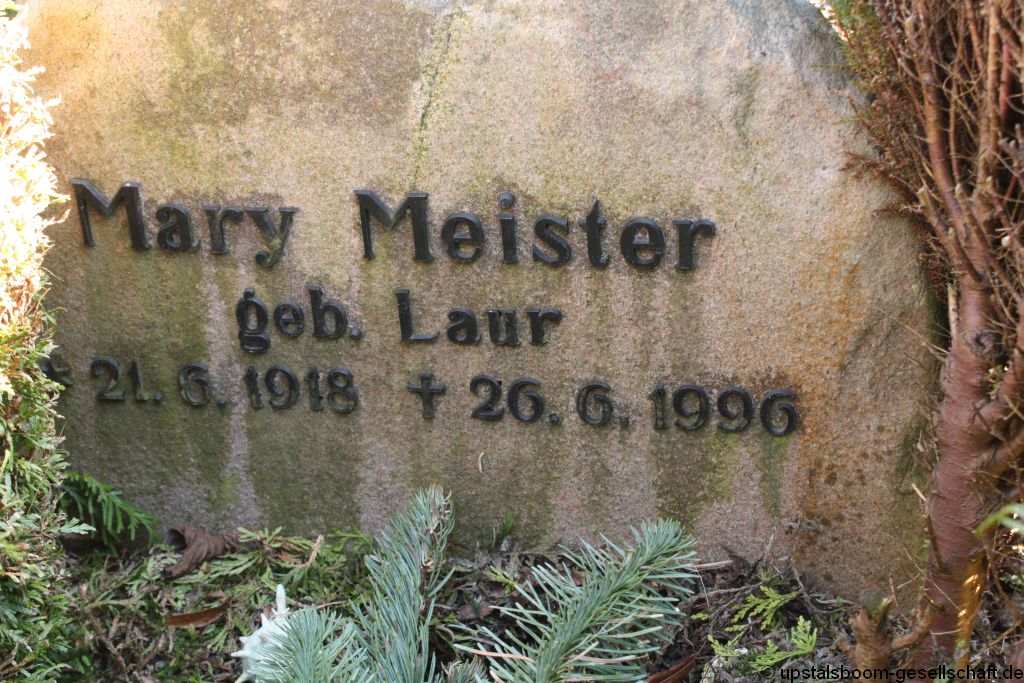 Mary Meister
geb. Laur
* 21. 6. 1918 † 26. 6. 1996
© upstalsboom-gesellschaft.de